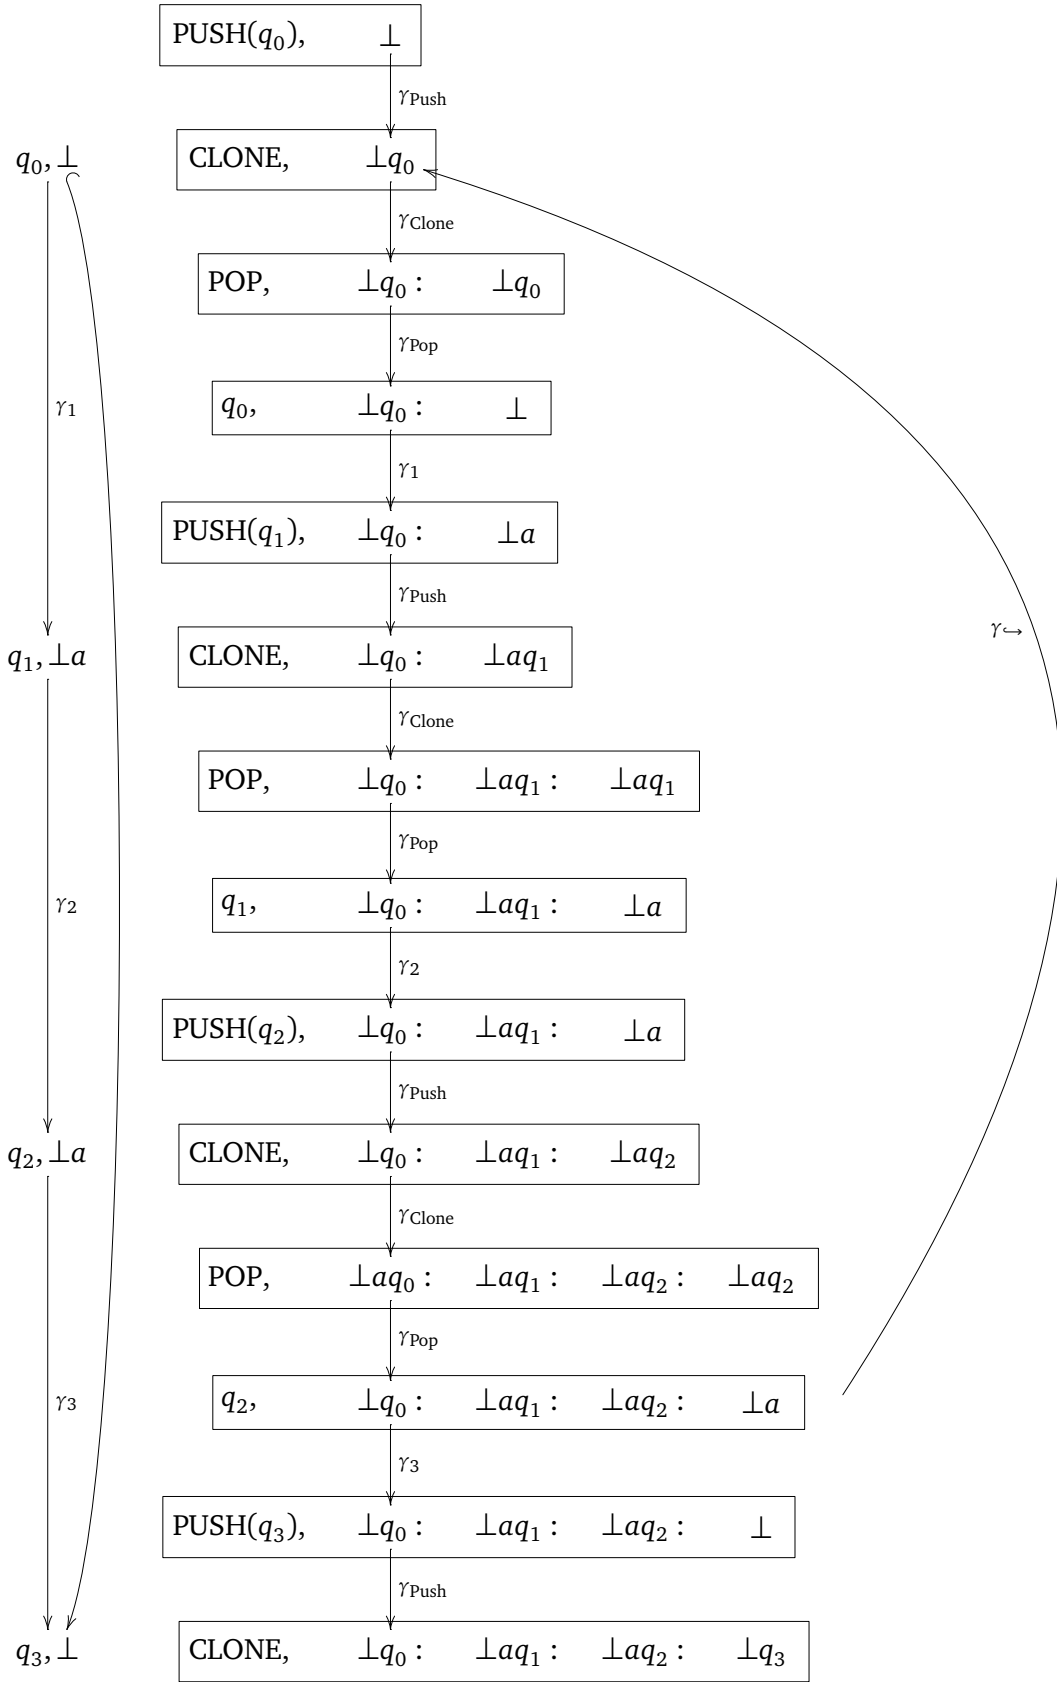 PUSH(q₀), ⊥
γPush
q₀, ⊥ CLONE, ⊥q₀
γClone
POP, ⊥q₀ : ⊥q₀
γPop
γ₁ q₀, ⊥q₀ : ⊥
γ₁
PUSH(q₁), ⊥q₀ : ⊥a
γPush
γ↪
q₁, ⊥a CLONE, ⊥q₀ : ⊥aq₁
γClone
POP, ⊥q₀ : ⊥aq₁ : ⊥aq₁
γPop
γ₂ q₁, ⊥q₀ : ⊥aq₁ : ⊥a
γ₂
PUSH(q₂), ⊥q₀ : ⊥aq₁ : ⊥a
γPush
q₂, ⊥a CLONE, ⊥q₀ : ⊥aq₁ : ⊥aq₂
γClone
POP, ⊥aq₀ : ⊥aq₁ : ⊥aq₂ : ⊥aq₂
γPop
γ₃ q₂, ⊥q₀ : ⊥aq₁ : ⊥aq₂ : ⊥a
γ₃
PUSH(q₃), ⊥q₀ : ⊥aq₁ : ⊥aq₂ : ⊥
γPush
q₃, ⊥ CLONE, ⊥q₀ : ⊥aq₁ : ⊥aq₂ : ⊥q₃